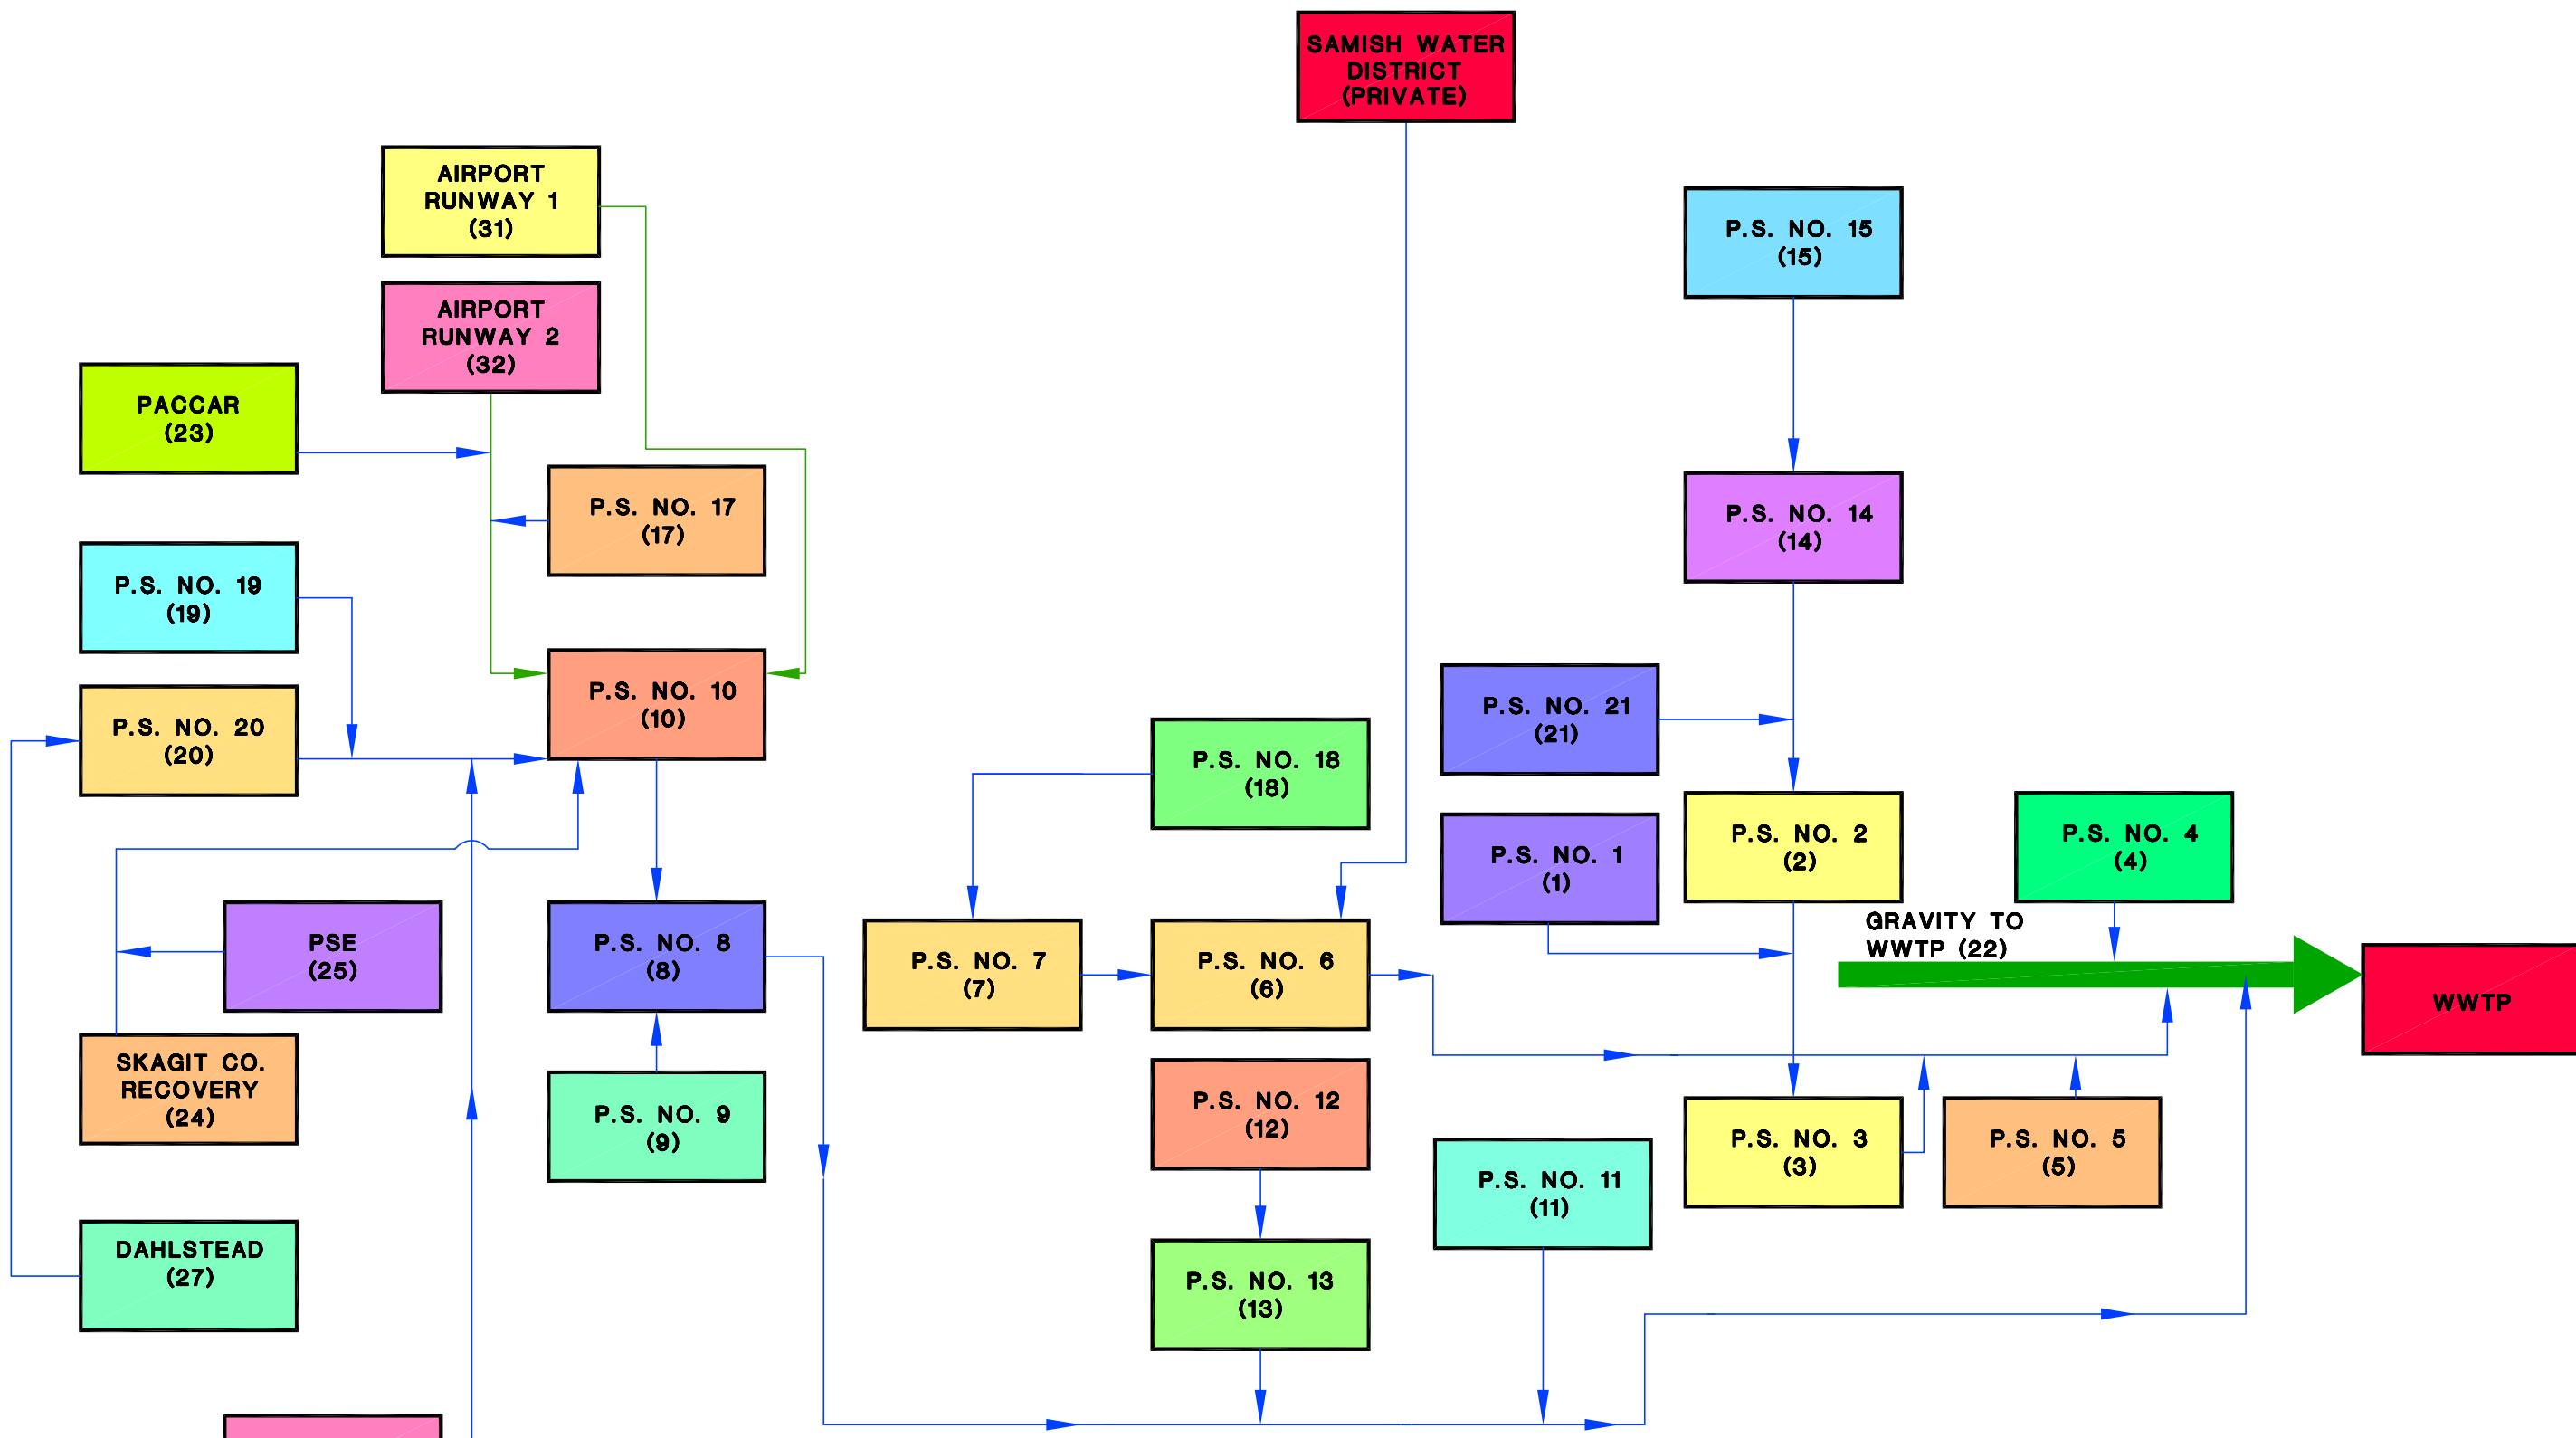 SAMISH WATER
DISTRICT
(PRIVATE)
AIRPORT
RUNWAY 1
(31)
P.S. NO. 15
(15)
AIRPORT
RUNWAY 2
(32)
PACCAR
(23)
P.S. NO. 17
(17)
P.S. NO. 14
(14)
P.S. NO. 19
(19)
P.S. NO. 10
(10)
P.S. NO. 21
(21)
P.S. NO. 20
(20)
P.S. NO. 18
(18)
P.S. NO. 1
(1)
P.S. NO. 2
(2)
P.S. NO. 4
(4)
GRAVITY TO
WWTP (22)
PSE
(25)
P.S. NO. 8
(8)
P.S. NO. 7
(7)
P.S. NO. 6
(6)
WWTP
SKAGIT CO.
RECOVERY
(24)
P.S. NO. 9
(9)
P.S. NO. 12
(12)
P.S. NO. 3
(3)
P.S. NO. 5
(5)
P.S. NO. 11
(11)
DAHLSTEAD
(27)
P.S. NO. 13
(13)